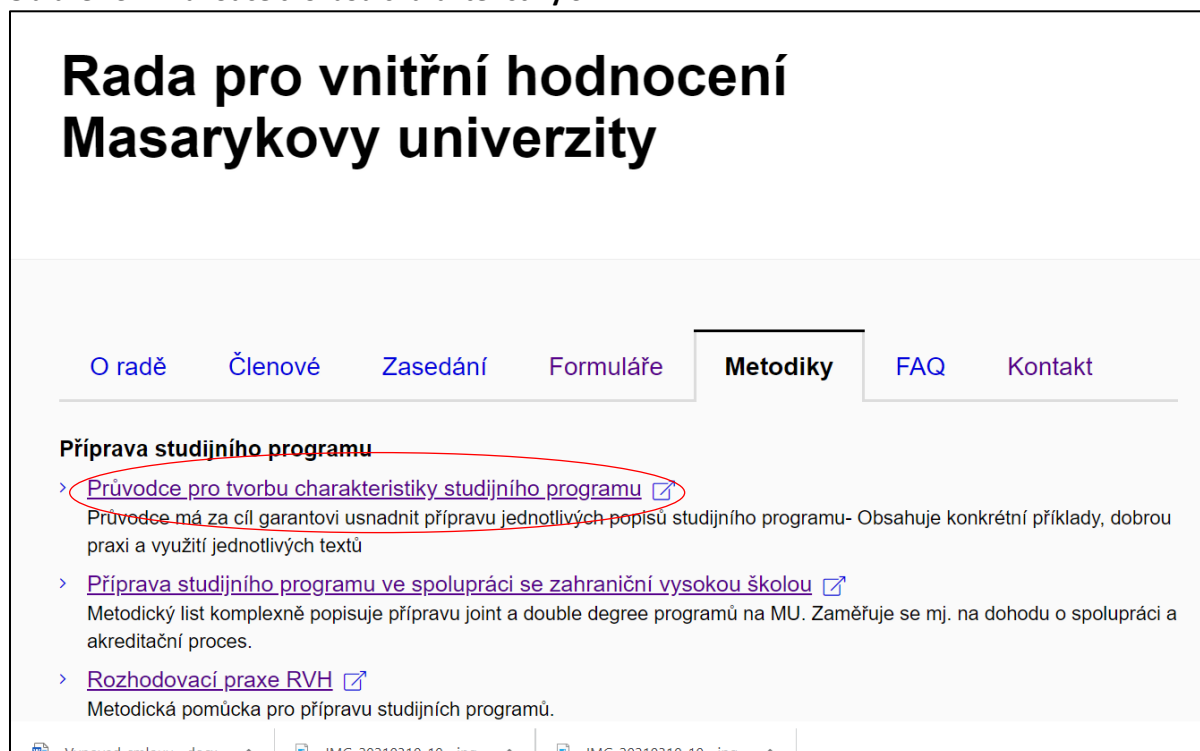 Rada pro vnitřní hodnocení
Masarykovy univerzity
O radě Členové Zasedání Formuláře Metodiky FAQ Kontakt
Příprava studijního programu
Průvodce pro tvorbu charakteristiky studijního programu
Průvodce má za cíl garantovi usnadnit přípravu jednotlivých popisů studijního programu- Obsahuje konkrétní příklady, dobrou
praxi a využití jednotlivých textů
Příprava studijního programu ve spolupráci se zahraniční vysokou školou
Metodický list komplexně popisuje přípravu joint a double degree programů na MU. Zaměřuje se mj. na dohodu o spolupráci a
akreditační proces.
Rozhodovací praxe RVH
Metodická pomůcka pro přípravu studijních programů.